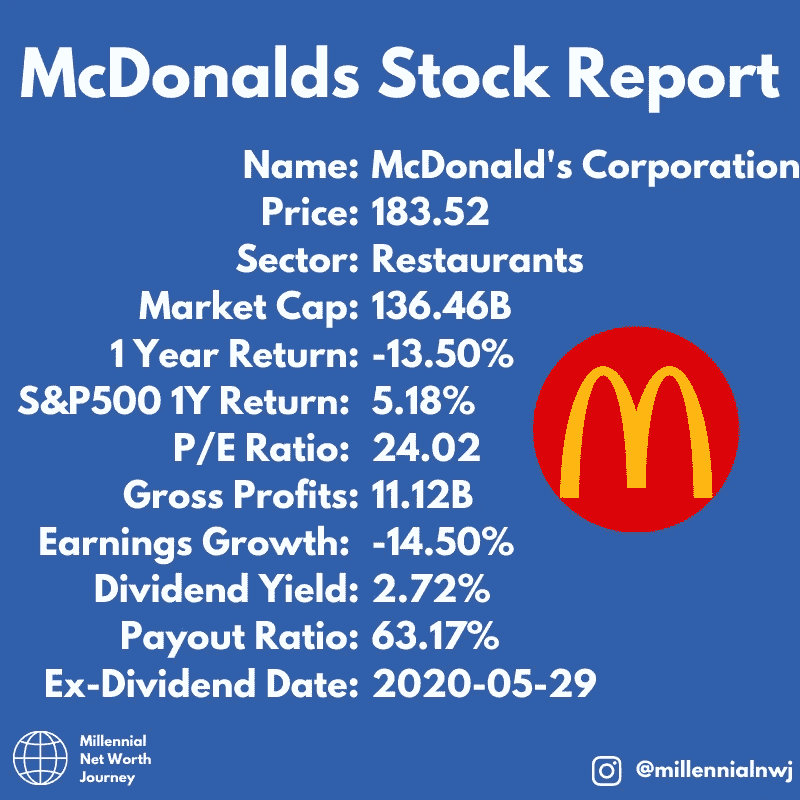 McDonalds Stock Report
Name: McDonald's Corporation
Price: 183.52
Sector: Restaurants
Market Cap: 136.46B
1 Year Return: -13.50%
S&P500 1Y Return: 5.18%
P/E Ratio: 24.02
Gross Profits: 11.12B
Earnings Growth: -14.50%
Dividend Yield: 2.72%
Payout Ratio: 63.17%
Ex-Dividend Date: 2020-05-29
Millennial
Net Worth
Journey
@millennialnwj